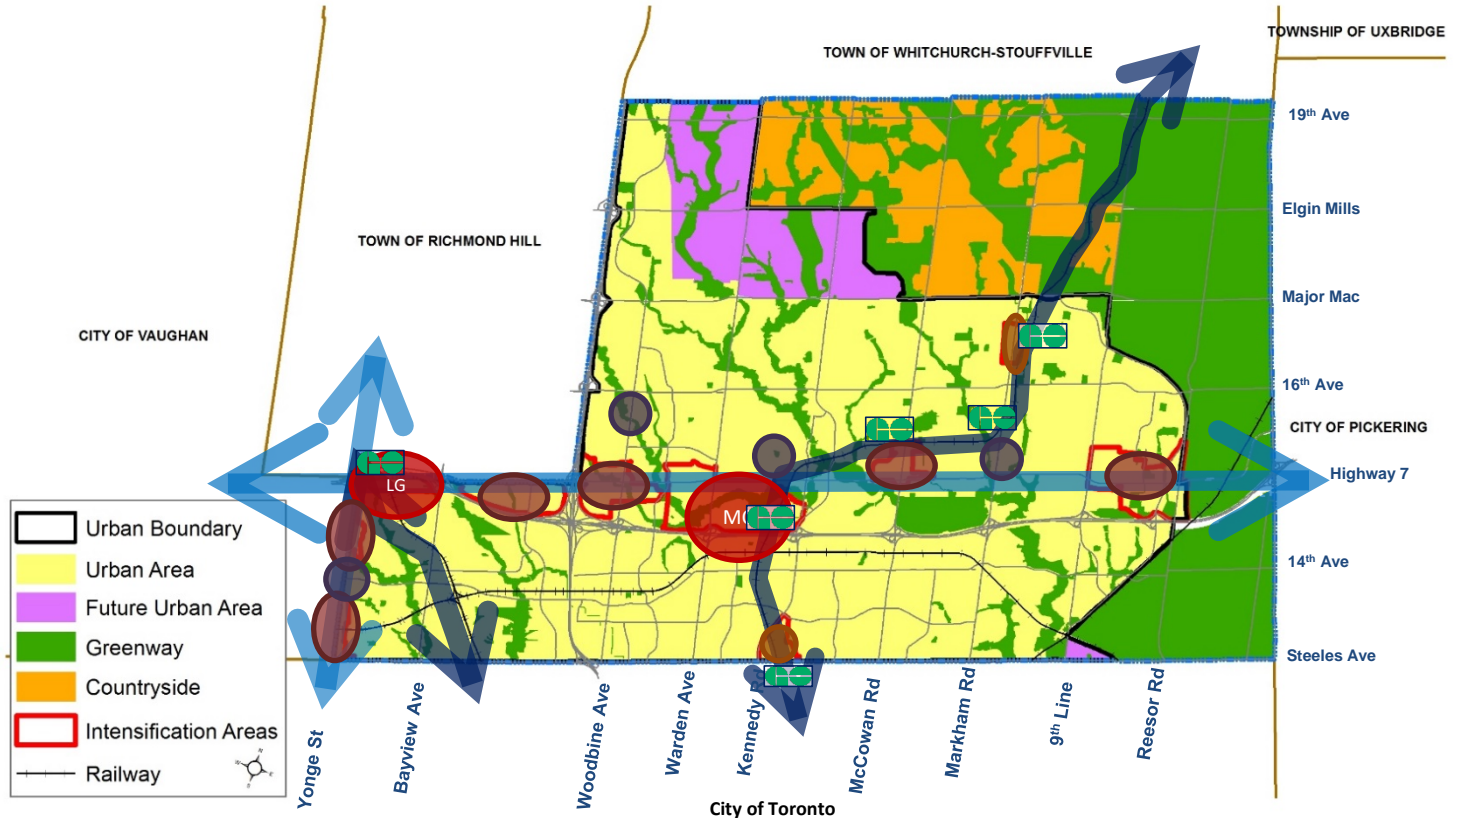 TOWNSHIP OF UXBRIDGE
TOWN OF WHITCHURCH-STOUFFVILLE
19th Ave
Elgin Mills
TOWN OF RICHMOND HILL
Major Mac
CITY OF VAUGHAN
16th Ave
CITY OF PICKERING
Highway 7
LG
M
Urban Boundary
Urban Area
Future Urban Area
Greenway
Countryside
Intensification Areas
Railway
14th Ave
Steeles Ave
Yonge St
Bayview Ave
Woodbine Ave
Warden Ave
Kennedy Rd
McCowan Rd
Markham Rd
9th Line
Reesor Rd
City of Toronto